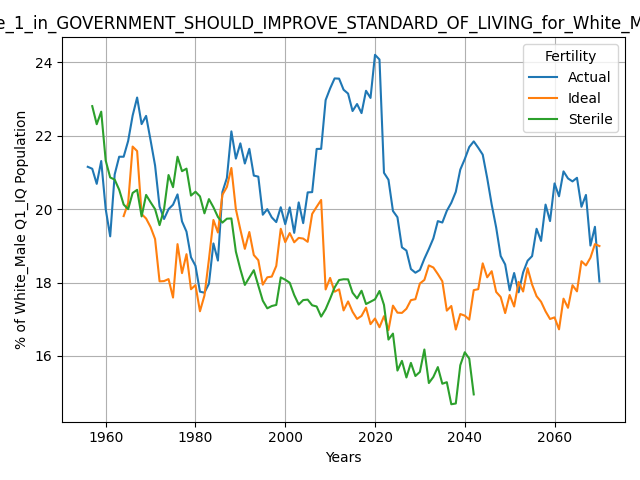 e_1_in_GOVERNMENT_SHOULD_IMPROVE_STANDARD_OF_LIVING_for_White_M
Fertility
Actual
Ideal
Sterile
% of White_Male Q1_IQ Population
24
22
20
18
16
1960
1980
2000
2020
2040
2060
Years